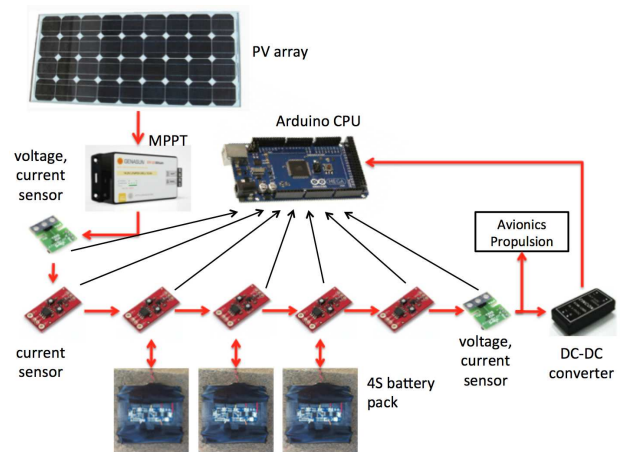 PV array
Arduino CPU
MPPT
voltage,
current
sensor
Avionics
Propulsion
current
sensor
4S battery
pack
voltage,
current
sensor
DC-DC
converter